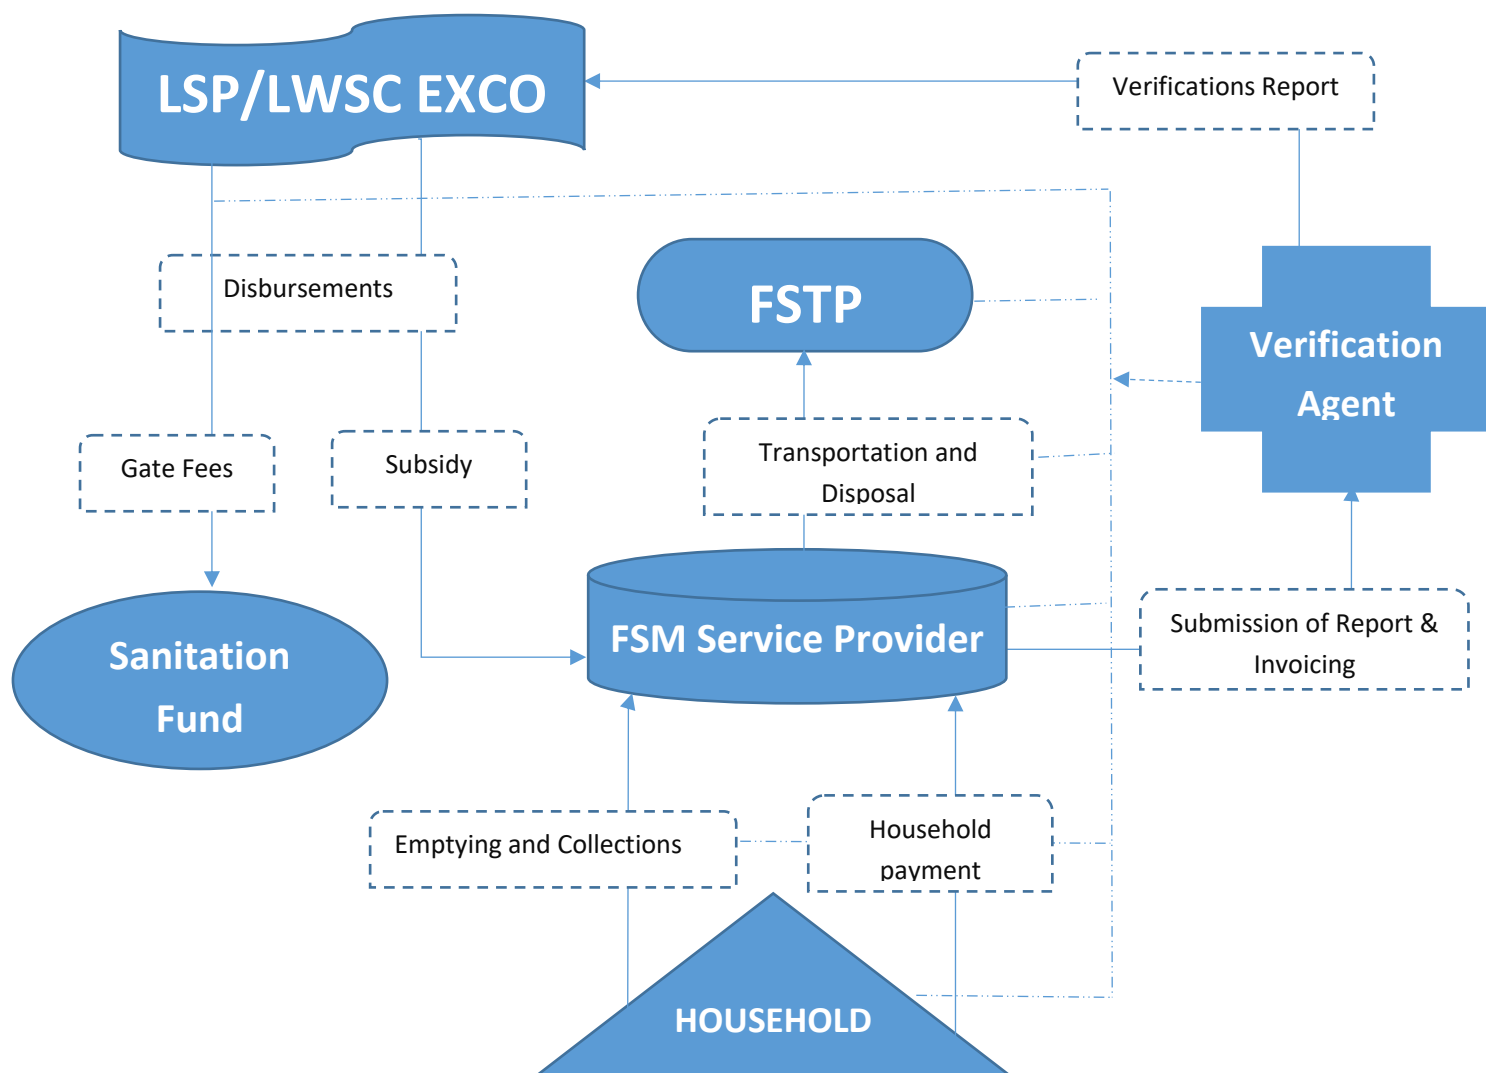 LSP/LWSC EXCO
Verifications Report
Disbursements
FSTP
Verification
Agent
Gate Fees
Subsidy
Transportation and
Disposal
Sanitation
Fund
FSM Service Provider
Submission of Report &
Invoicing
Emptying and Collections
Household
payment
HOUSEHOLD